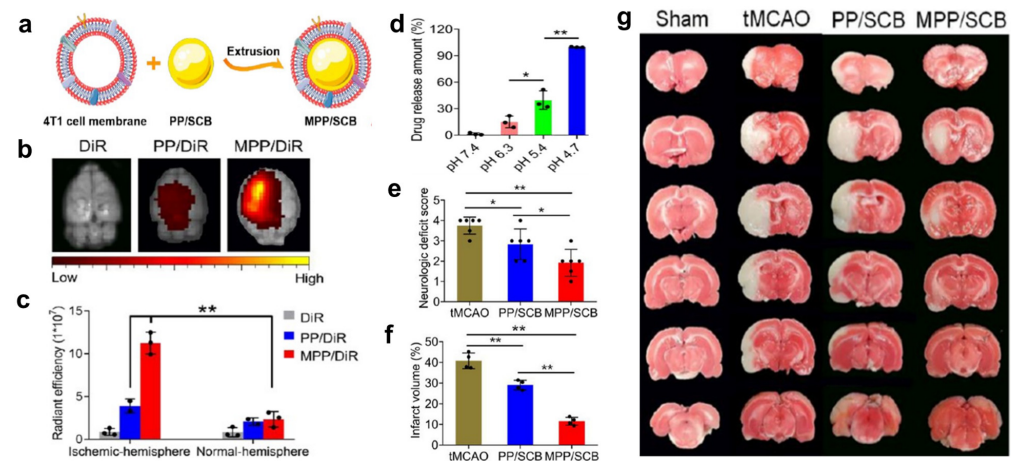 a
4T1 cell membrane
+
PP/SCB
Extrusion
MPP/SCB
b
DiR
PP/DiR
MPP/DiR
Low
High
c
Radiant efficiency (1*10⁷)
15
10
5
0
**
DiR
PP/DiR
MPP/DiR
Ischemic-hemisphere
Normal-hemisphere
d
Drug release amount (%)
120
90
60
30
0
*
**
pH 7.4
pH 6.3
pH 5.4
pH 4.7
e
Neurologic deficit score
5
4
3
2
1
0
**
*
*
tMCAO
PP/SCB
MPP/SCB
f
Infarct volume (%)
50
40
30
20
10
0
**
**
**
tMCAO
PP/SCB
MPP/SCB
g
Sham
tMCAO
PP/SCB
MPP/SCB